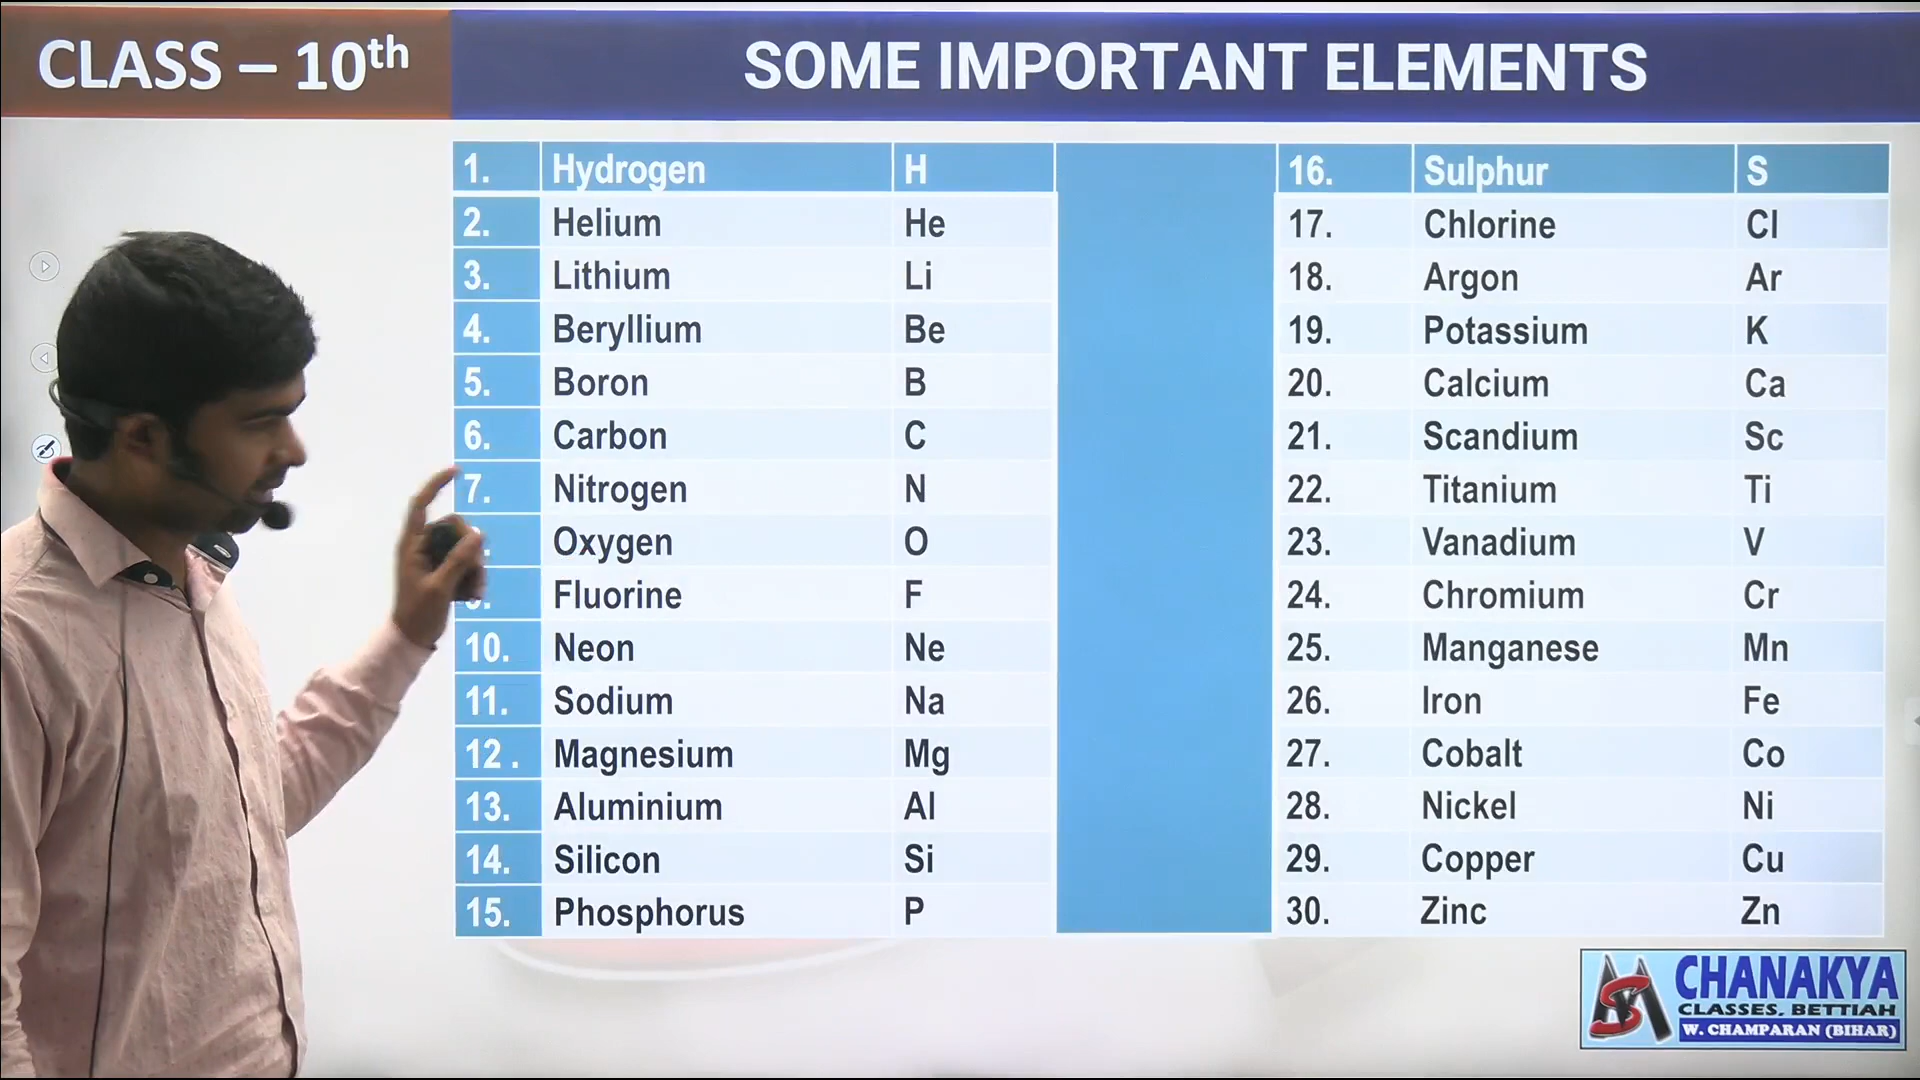 CLASS – 10th
SOME IMPORTANT ELEMENTS
1. Hydrogen H
2. Helium He
3. Lithium Li
4. Beryllium Be
5. Boron B
6. Carbon C
7. Nitrogen N
Oxygen O
Fluorine F
10. Neon Ne
11. Sodium Na
12 . Magnesium Mg
13. Aluminium Al
14. Silicon Si
15. Phosphorus P
16. Sulphur S
17. Chlorine Cl
18. Argon Ar
19. Potassium K
20. Calcium Ca
21. Scandium Sc
22. Titanium Ti
23. Vanadium V
24. Chromium Cr
25. Manganese Mn
26. Iron Fe
27. Cobalt Co
28. Nickel Ni
29. Copper Cu
30. Zinc Zn
CHANAKYA
CLASSES, BETTIAH
W. CHAMPARAN (BIHAR)